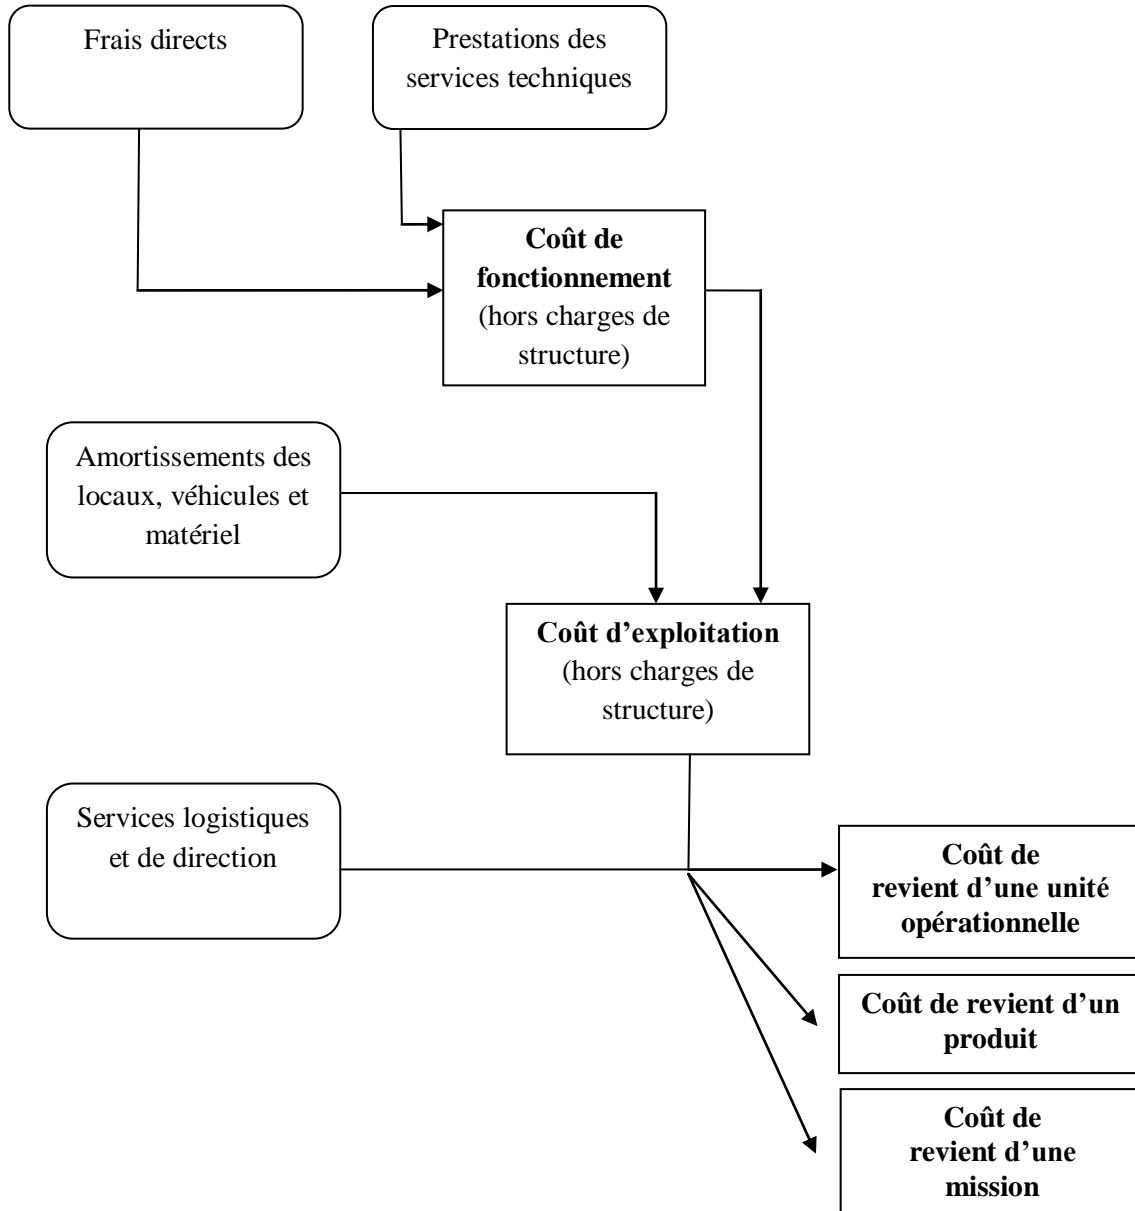 Frais directs
Prestations des
services techniques
Coût de
fonctionnement
(hors charges de
structure)
Amortissements des
locaux, véhicules et
matériel
Coût d’exploitation
(hors charges de
structure)
Services logistiques
et de direction
Coût de
revient d’une unité
opérationnelle
Coût de revient d’un
produit
Coût de
revient d’une
mission